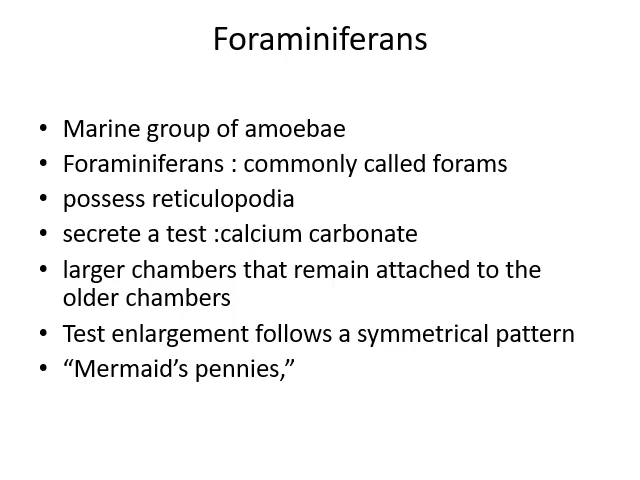 Foraminiferans
• Marine group of amoebae
• Foraminiferans : commonly called forams
• possess reticulopodia
• secrete a test :calcium carbonate
• larger chambers that remain attached to the
older chambers
• Test enlargement follows a symmetrical pattern
• “Mermaid’s pennies,”